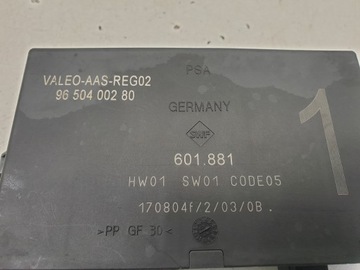 VALEO-AAS-REG02
96 504 002 80
PSA
GERMANY
SWF
1
601.881
HW01 SW01 CODE05
170804f/2/03/0B .
>PP GF 30<